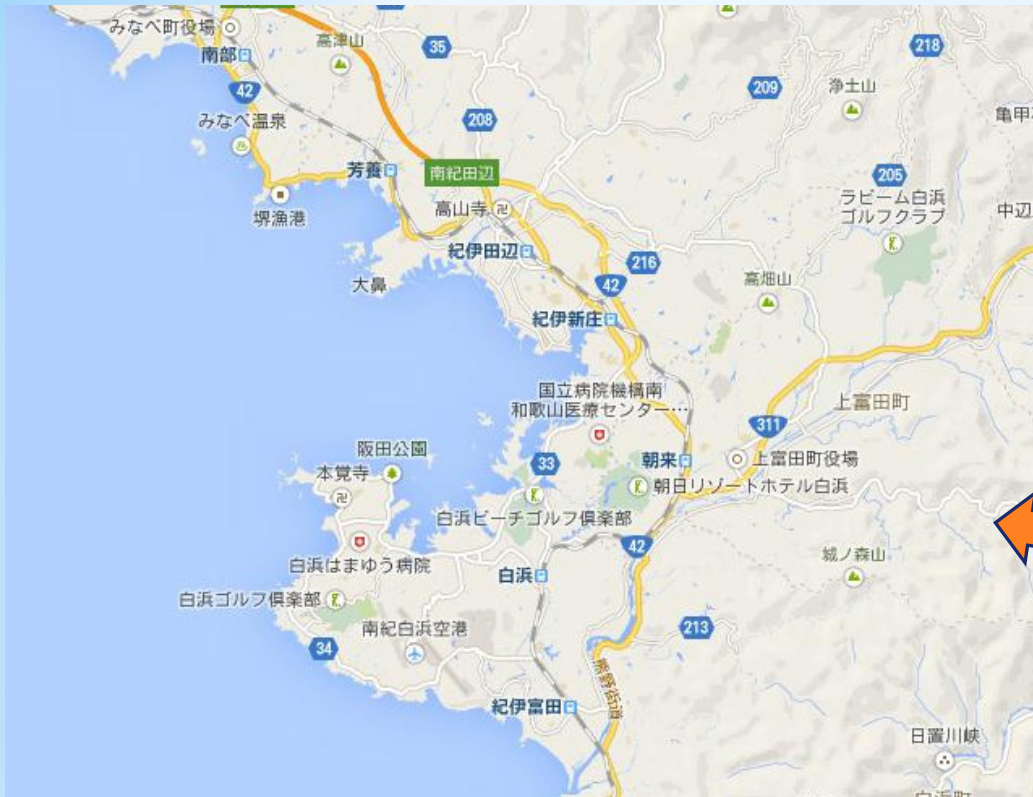 みなべ町役場
高津山
35
218
南部
42
209
浄土山
みなべ温泉
208
亀甲
芳養
南紀田辺
205
ラビーム白浜
ゴルフクラブ
堺漁港
高山寺
中辺
紀伊田辺
216
大鼻
42
高畑山
紀伊新庄
国立病院機構南
和歌山医療センター…
上富田町
311
阪田公園
33
朝来
上富田町役場
本覚寺
朝日リゾートホテル白浜
白浜ビーチゴルフ倶楽部
42
城ノ森山
白浜はまゆう病院
白浜
白浜ゴルフ倶楽部
南紀白浜空港
213
34
熊野街道
紀伊富田
日置川峡
白浜町